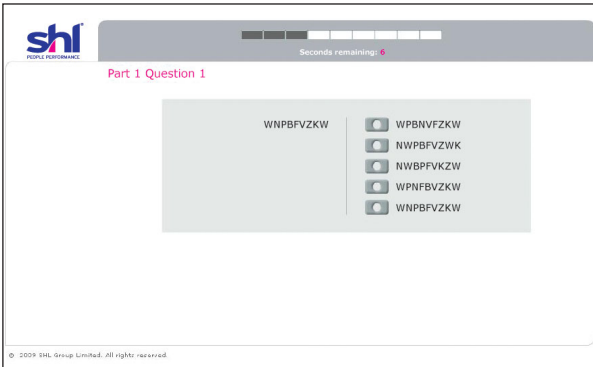 shl
PEOPLE PERFORMANCE
Seconds remaining: 6
Part 1 Question 1
WNPBFVZKW
WPBNVFZKW
NWPBFVZWK
NWBPFVKZW
WPNFBVZKW
WNPBFVZKW
© 2009 SHL Group Limited. All rights reserved.